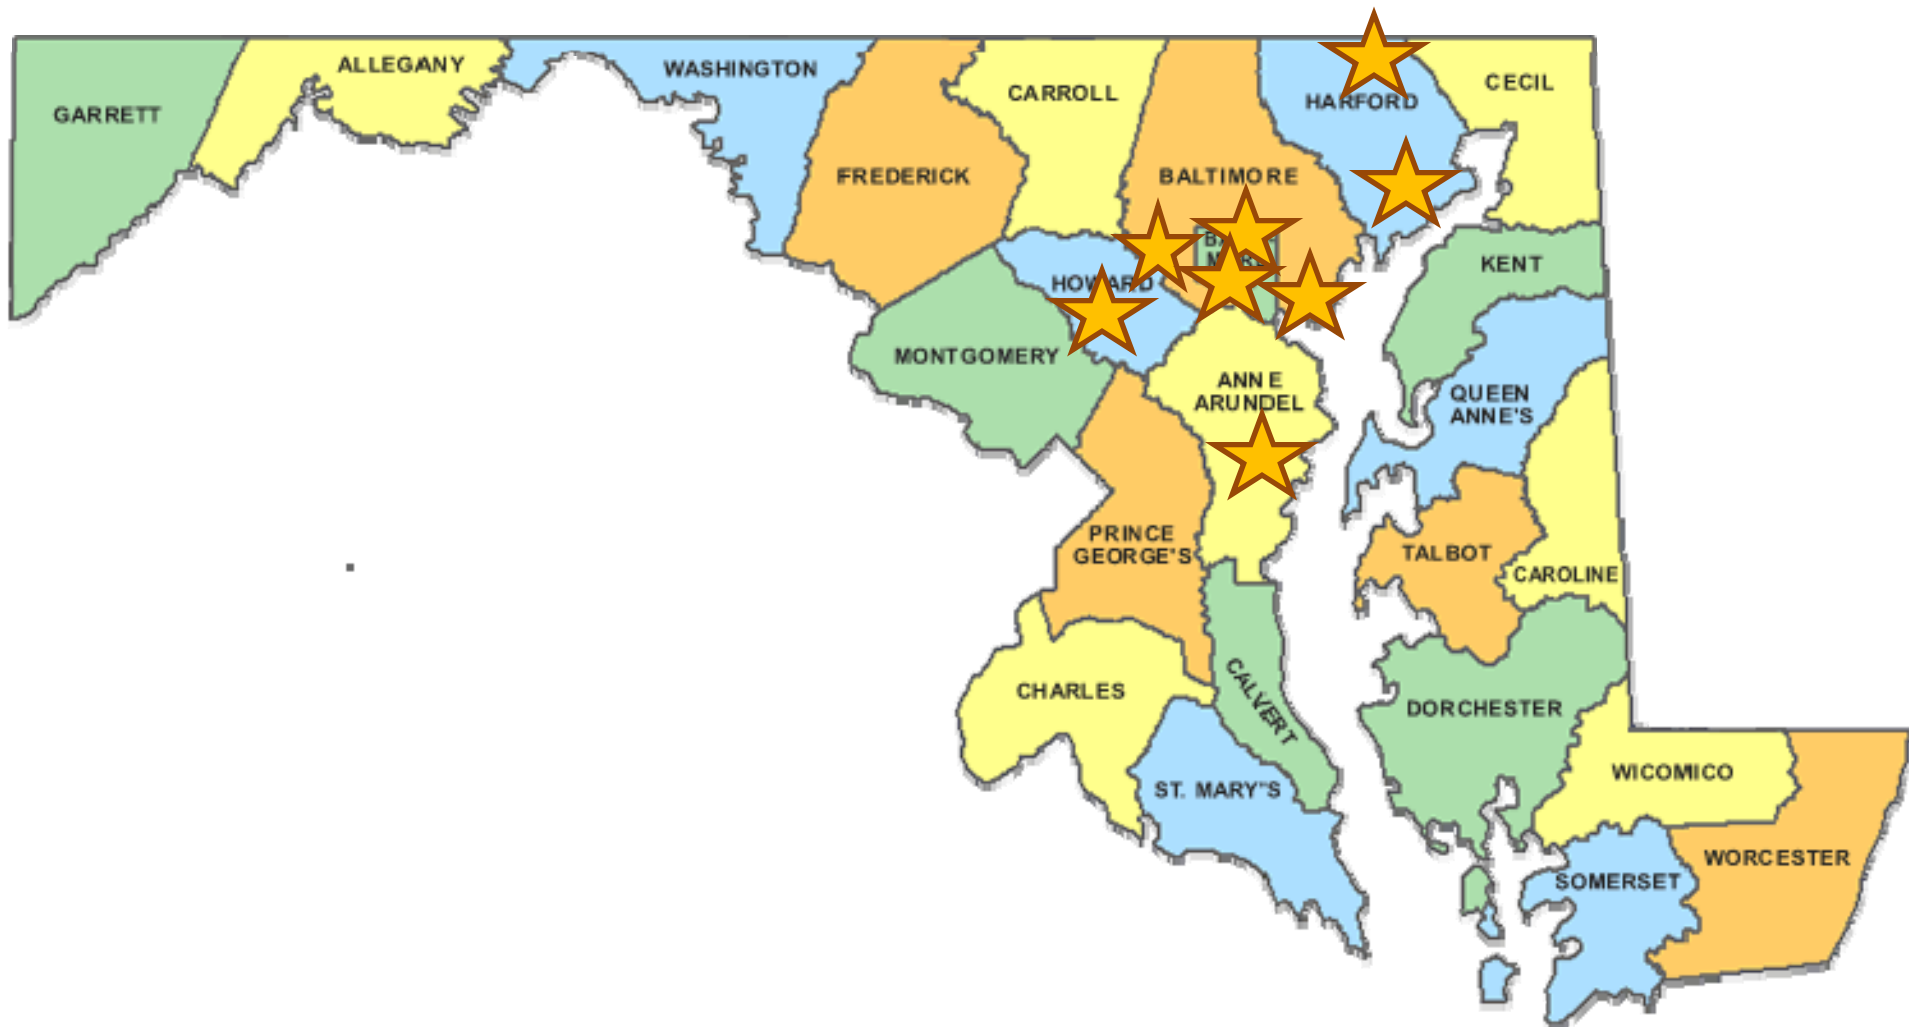 ALLEGANY
WASHINGTON
GARRETT
FREDERICK
CARROLL
BALTIMORE
HARFORD
CECIL
HOWARD
KENT
MONTGOMERY
ANNE
ARUNDEL
QUEEN
ANNE'S
PRINCE
GEORGE"S
TALBOT
CAROLINE
CHARLES
CALVERT
DORCHESTER
ST. MARY"S
WICOMICO
WORCESTER
SOMERSET